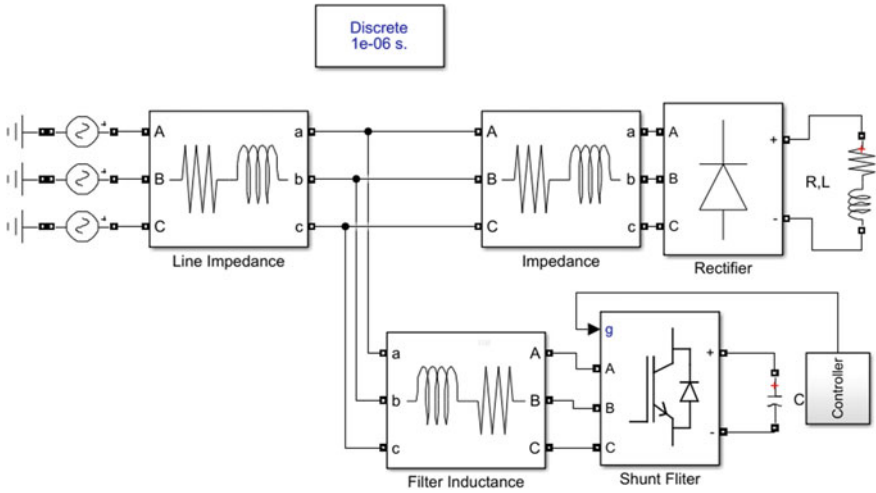 Discrete
1e-06 s.
A
B
C
a
b
c
Line Impedance
A
B
C
a
b
c
Impedance
A
B
C
+
-
Rectifier
R,L
a
b
c
A
B
C
Filter Inductance
g
A
B
C
+
-
Shunt Fliter
C
Controller